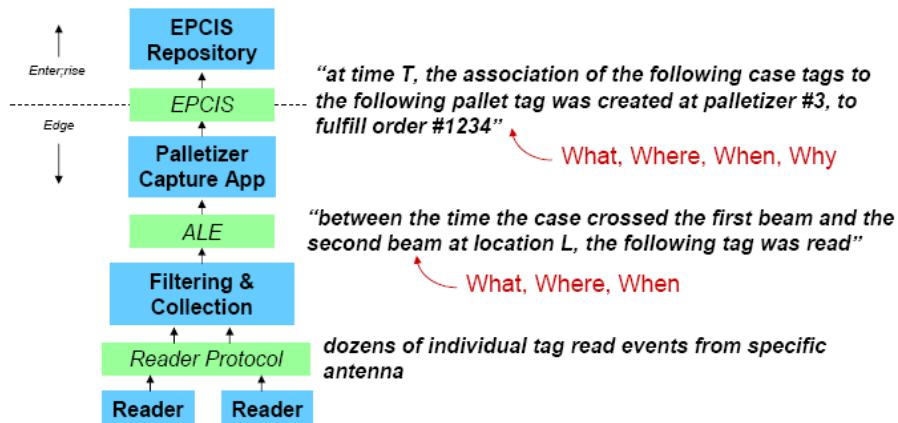 EPCIS
Repository
Enter;rise
“at time T, the association of the following case tags to
the following pallet tag was created at palletizer #3, to
fulfill order #1234”
EPCIS
Edge
What, Where, When, Why
Palletizer
Capture App
ALE
“between the time the case crossed the first beam and the
second beam at location L, the following tag was read”
Filtering &
Collection
What, Where, When
Reader Protocol
dozens of individual tag read events from specific
antenna
Reader
Reader